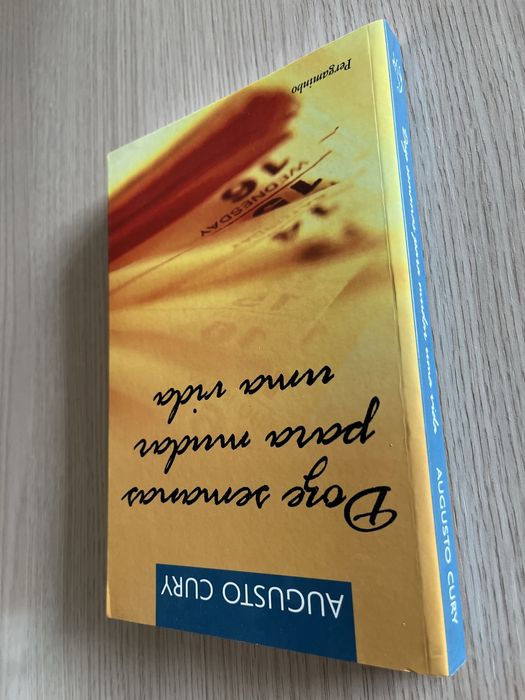 AUGUSTO CURY
Doze semanas
para mudar
uma vida
14
15
WEDNESDAY
16
Pergaminho
AUGUSTO CURY
Doze semanas para mudar uma vida